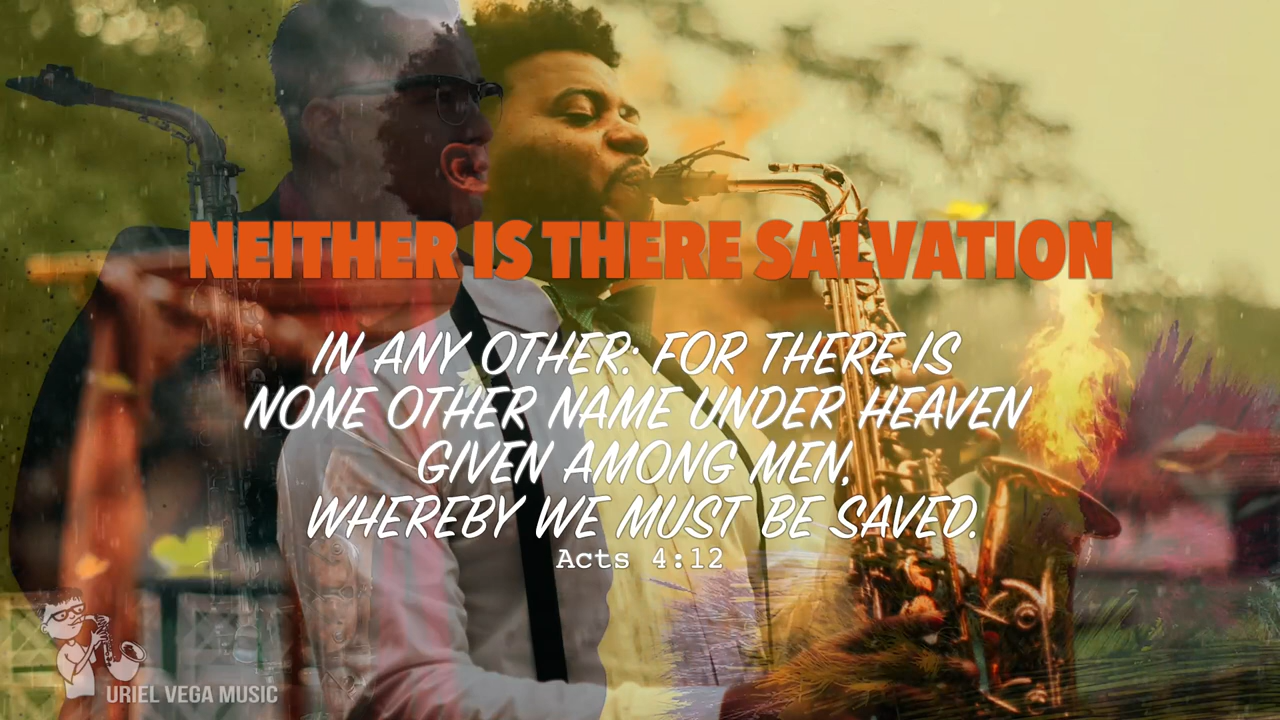 NEITHER IS THERE SALVATION
IN ANY OTHER: FOR THERE IS
NONE OTHER NAME UNDER HEAVEN
GIVEN AMONG MEN,
WHEREBY WE MUST BE SAVED.
Acts 4:12
URIEL VEGA MUSIC